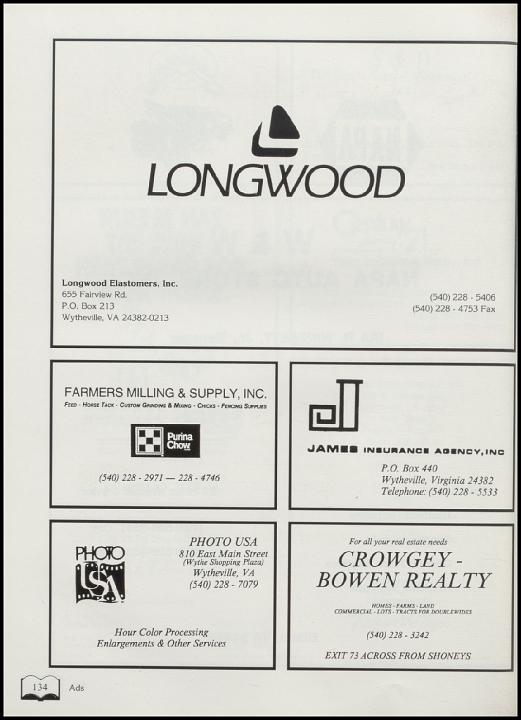 LONGWOOD
Longwood Elastomers, Inc.
655 Fairview Rd.
P.O. Box 213
Wytheville, VA 24382-0213
(540) 228 - 5406
(540) 228 - 4753 Fax
FARMERS MILLING & SUPPLY, INC.
FEED - HORSE TACK - CUSTOM GRINDING & MIXING - CHICKS - FENCING SUPPLIES
Purina
Chow
(540) 228 - 2971 — 228 - 4746
JAMES INSURANCE AGENCY, INC
P.O. Box 440
Wytheville, Virginia 24382
Telephone: (540) 228 - 5533
PHOTO
USA
PHOTO USA
810 East Main Street
(Wythe Shopping Plaza)
Wytheville, VA
(540) 228 - 7079
Hour Color Processing
Enlargements & Other Services
For all your real estate needs
CROWGEY -
BOWEN REALTY
HOMES - FARMS - LAND
COMMERCIAL - LOTS - TRACTS FOR DOUBLEWIDES
(540) 228 - 3242
EXIT 73 ACROSS FROM SHONEYS
134 Ads